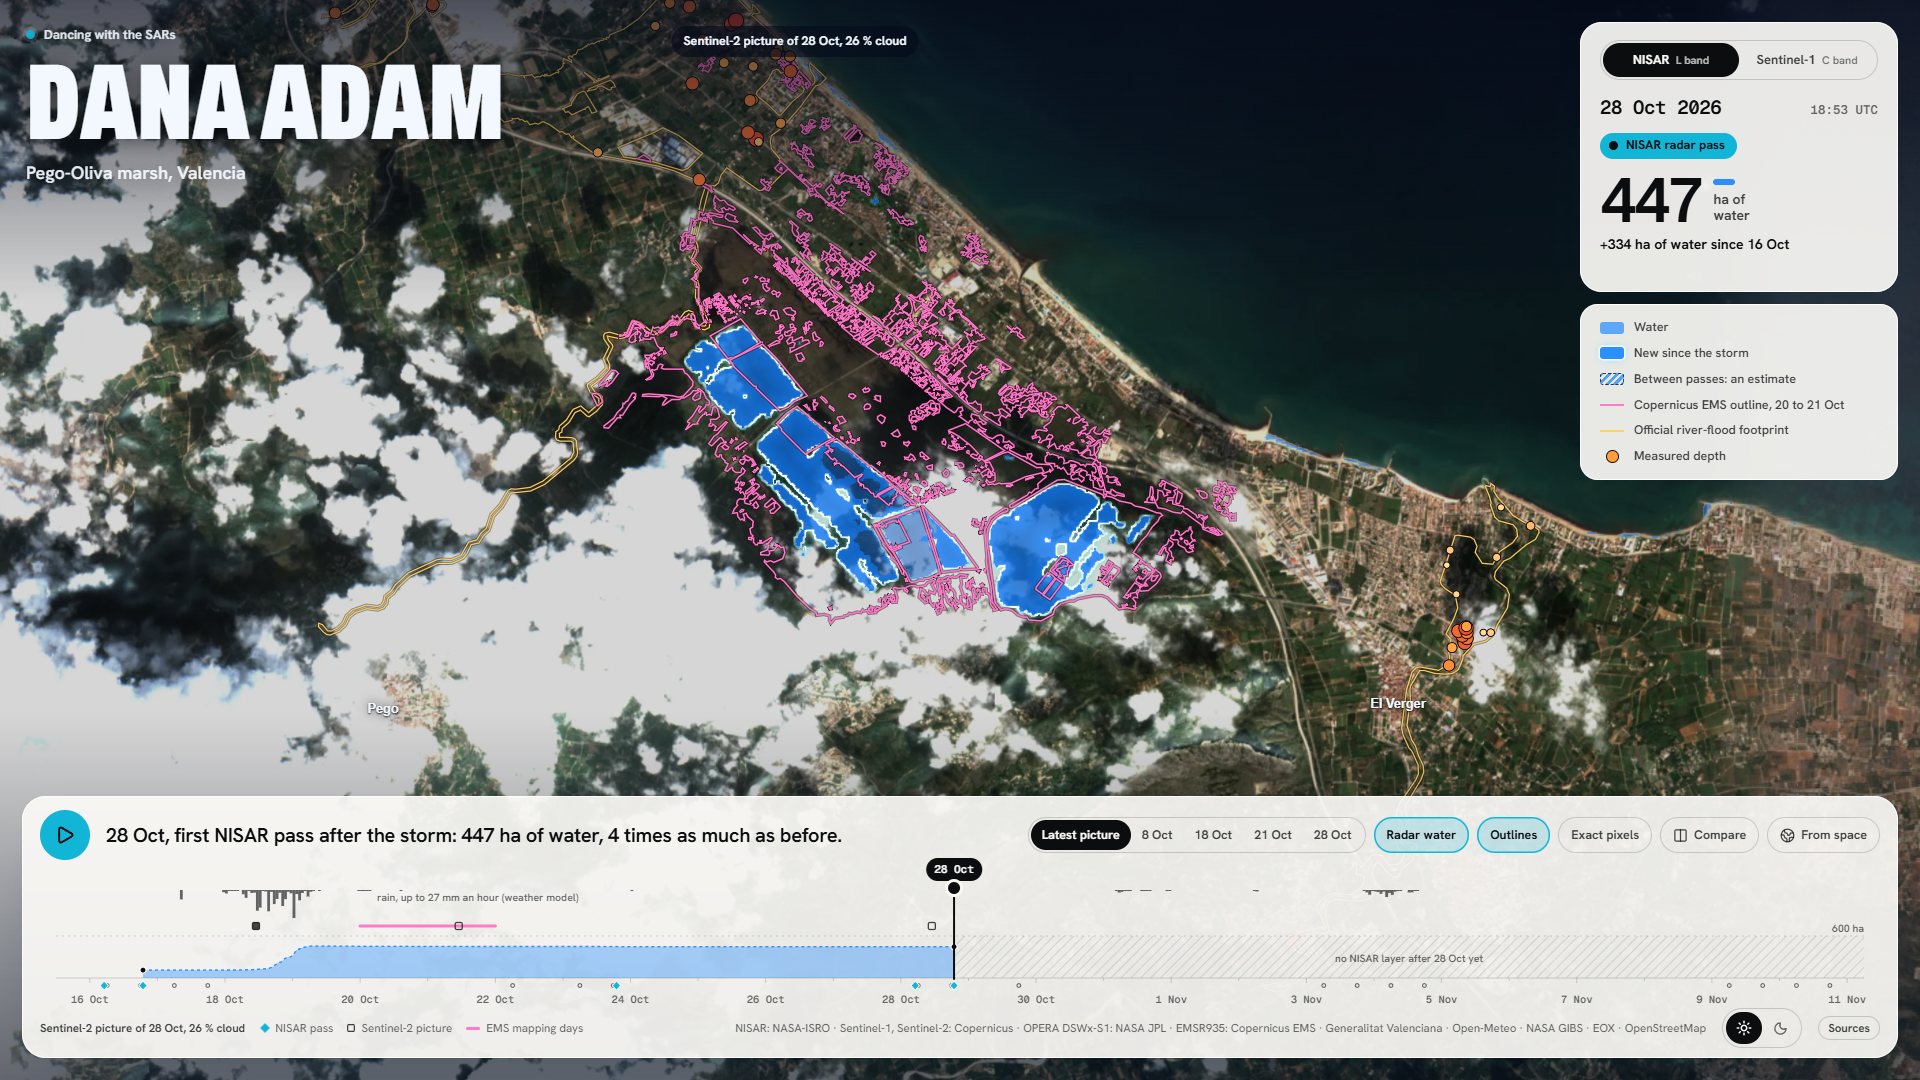 Dancing with the SARs
DANA ADAM
Pego-Oliva marsh, Valencia
Sentinel-2 picture of 28 Oct, 26 % cloud
NISAR L band
Sentinel-1 C band
28 Oct 2026
18:53 UTC
NISAR radar pass
447
ha of
water
+334 ha of water since 16 Oct
Water
New since the storm
Between passes: an estimate
Copernicus EMS outline, 20 to 21 Oct
Official river-flood footprint
Measured depth
Pego
El Verger
28 Oct, first NISAR pass after the storm: 447 ha of water, 4 times as much as before.
Latest picture
8 Oct
18 Oct
21 Oct
28 Oct
Radar water
Outlines
Exact pixels
Compare
From space
28 Oct
rain, up to 27 mm an hour (weather model)
600 ha
no NISAR layer after 28 Oct yet
16 Oct
18 Oct
20 Oct
22 Oct
24 Oct
26 Oct
28 Oct
30 Oct
1 Nov
3 Nov
5 Nov
7 Nov
9 Nov
11 Nov
Sentinel-2 picture of 28 Oct, 26 % cloud
NISAR pass
Sentinel-2 picture
EMS mapping days
NISAR: NASA-ISRO · Sentinel-1, Sentinel-2: Copernicus · OPERA DSWx-S1: NASA JPL · EMSR935: Copernicus EMS · Generalitat Valenciana · Open-Meteo · NASA GIBS · EOX · OpenStreetMap
Sources